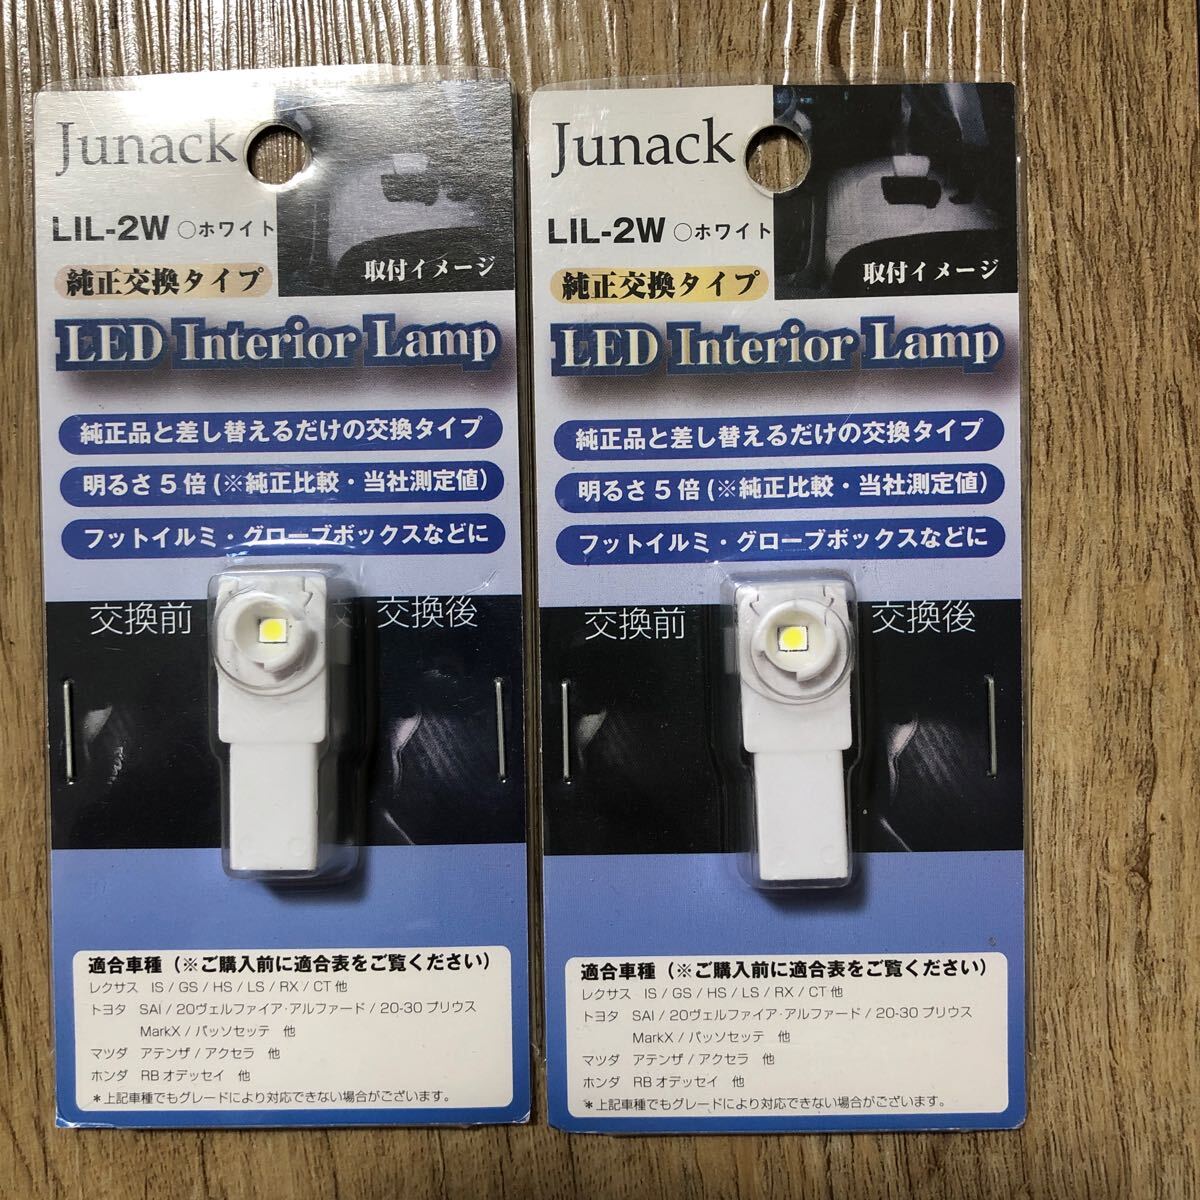 Junack
LIL-2W ○ホワイト
純正交換タイプ
取付イメージ
LED Interior Lamp
純正品と差し替えるだけの交換タイプ
明るさ5倍(※純正比較・当社測定値)
フットイルミ・グローブボックスなどに
交換前
交換後
適合車種（※ご購入前に適合表をご覧ください）
レクサス IS / GS / HS / LS / RX / CT 他
トヨタ SAI / 20ヴェルファイア・アルファード / 20-30 プリウス
MarkX / パッソセッテ 他
マツダ アテンザ / アクセラ 他
ホンダ RBオデッセイ 他
＊上記車種でもグレードにより対応できない場合がございます。
Junack
LIL-2W ○ホワイト
純正交換タイプ
取付イメージ
LED Interior Lamp
純正品と差し替えるだけの交換タイプ
明るさ5倍(※純正比較・当社測定値)
フットイルミ・グローブボックスなどに
交換前
交換後
適合車種（※ご購入前に適合表をご覧ください）
レクサス IS / GS / HS / LS / RX / CT 他
トヨタ SAI / 20ヴェルファイア・アルファード / 20-30 プリウス
MarkX / パッソセッテ 他
マツダ アテンザ / アクセラ 他
ホンダ RBオデッセイ 他
＊上記車種でもグレードにより対応できない場合がございます。